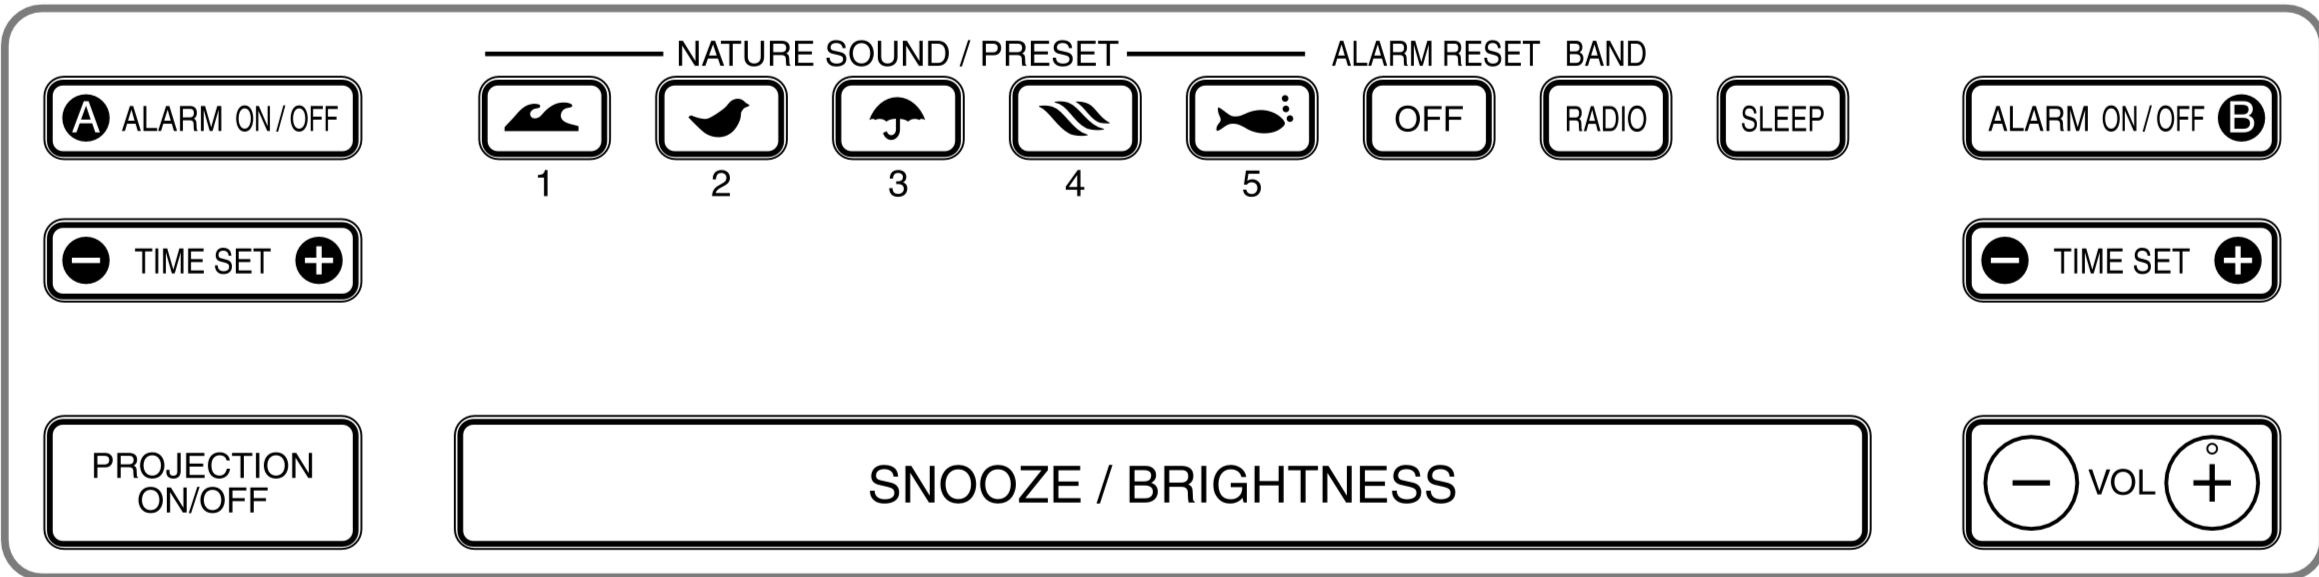 NATURE SOUND / PRESET ALARM RESET BAND
A ALARM ON/OFF OFF RADIO SLEEP ALARM ON/OFF B
1 2 3 4 5
− TIME SET + − TIME SET +
PROJECTION
ON/OFF
SNOOZE / BRIGHTNESS
− VOL +